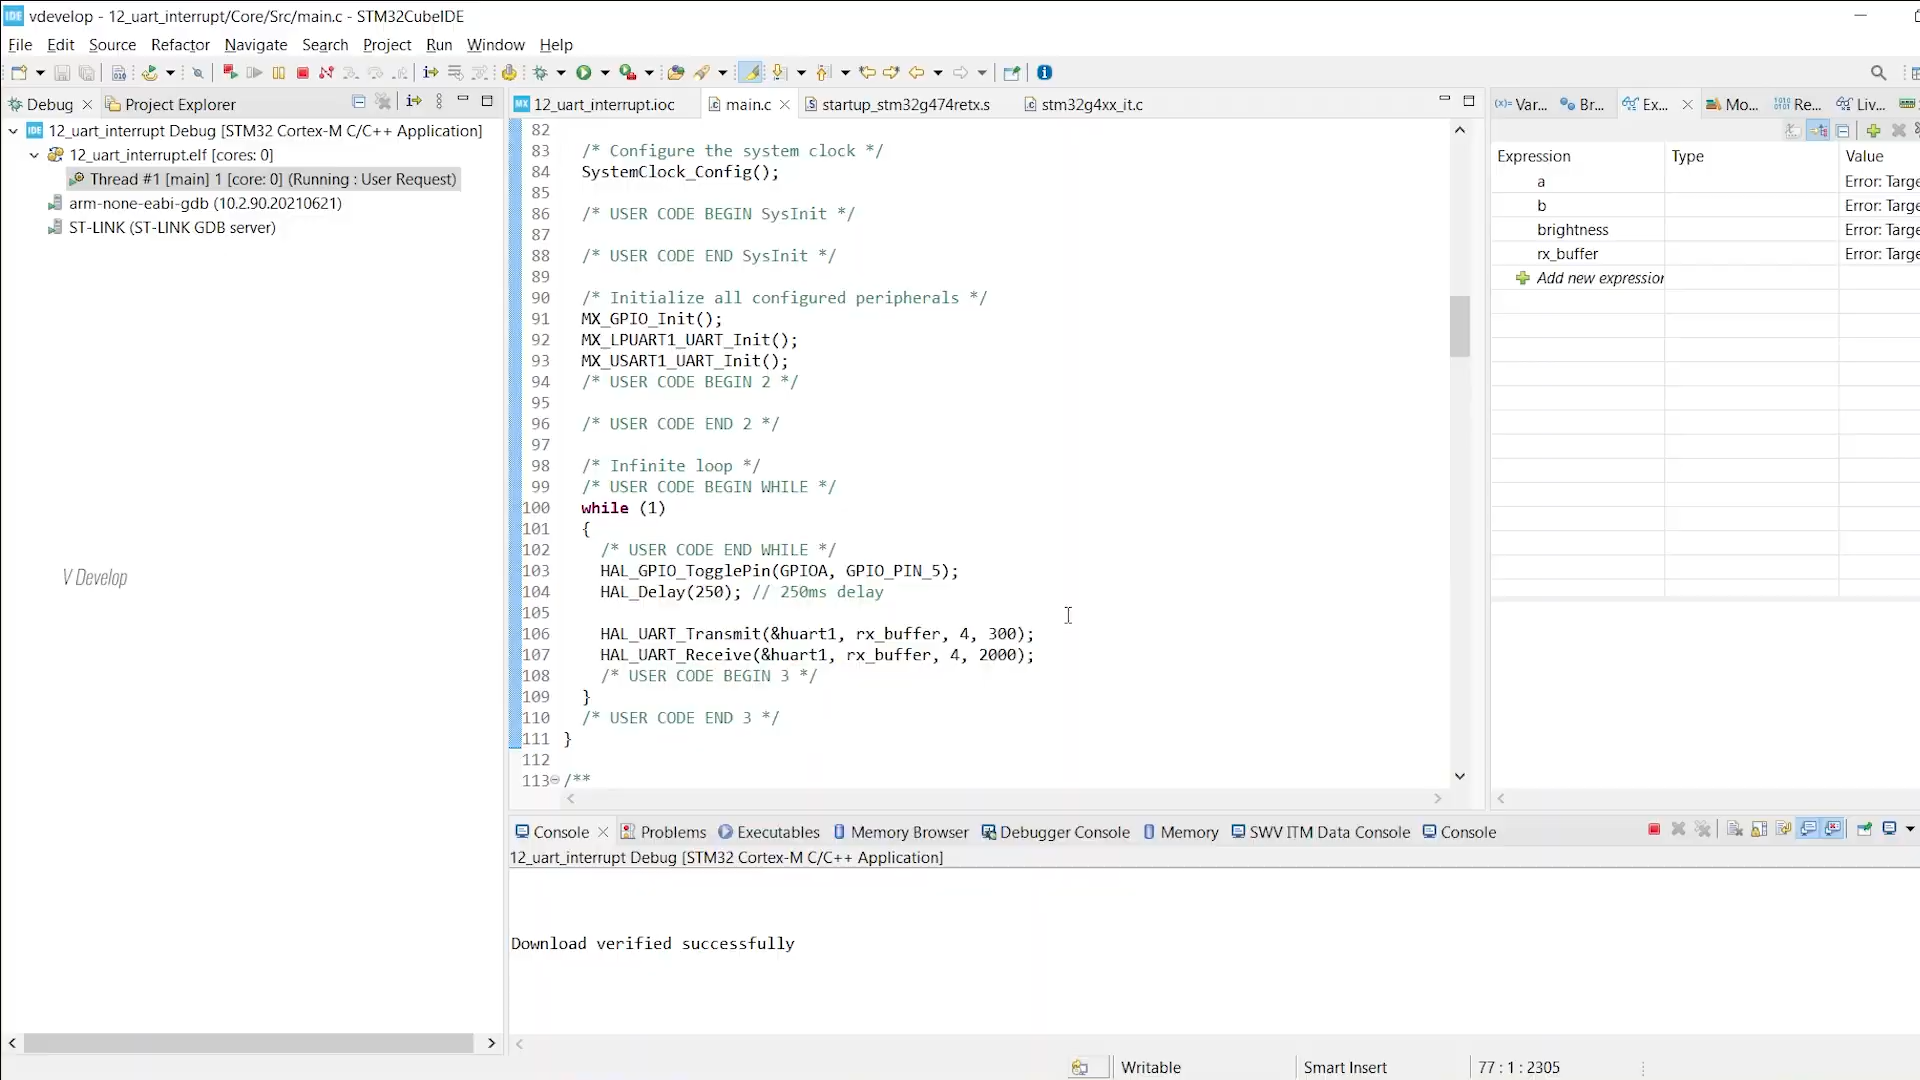 IDE vdevelop - 12_uart_interrupt/Core/Src/main.c - STM32CubeIDE
File Edit Source Refactor Navigate Search Project Run Window Help
Debug Project Explorer
12_uart_interrupt Debug [STM32 Cortex-M C/C++ Application]
12_uart_interrupt.elf [cores: 0]
Thread #1 [main] 1 [core: 0] (Running : User Request)
arm-none-eabi-gdb (10.2.90.20210621)
ST-LINK (ST-LINK GDB server)
V Develop
MX 12_uart_interrupt.ioc main.c startup_stm32g474retx.s stm32g4xx_it.c
82
83 /* Configure the system clock */
84 SystemClock_Config();
85
86 /* USER CODE BEGIN SysInit */
87
88 /* USER CODE END SysInit */
89
90 /* Initialize all configured peripherals */
91 MX_GPIO_Init();
92 MX_LPUART1_UART_Init();
93 MX_USART1_UART_Init();
94 /* USER CODE BEGIN 2 */
95
96 /* USER CODE END 2 */
97
98 /* Infinite loop */
99 /* USER CODE BEGIN WHILE */
100 while (1)
101 {
102 /* USER CODE END WHILE */
103 HAL_GPIO_TogglePin(GPIOA, GPIO_PIN_5);
104 HAL_Delay(250); // 250ms delay
105
106 HAL_UART_Transmit(&huart1, rx_buffer, 4, 300);
107 HAL_UART_Receive(&huart1, rx_buffer, 4, 2000);
108 /* USER CODE BEGIN 3 */
109 }
110 /* USER CODE END 3 */
111 }
112
113 /**
(x)= Var... Br... Ex... Mo... Re... Liv...
Expression Type Value
a Error: Targe
b Error: Targe
brightness Error: Targe
rx_buffer Error: Targe
Add new expression
Console Problems Executables Memory Browser Debugger Console Memory SWV ITM Data Console Console
12_uart_interrupt Debug [STM32 Cortex-M C/C++ Application]
Download verified successfully
Writable Smart Insert 77 : 1 : 2305